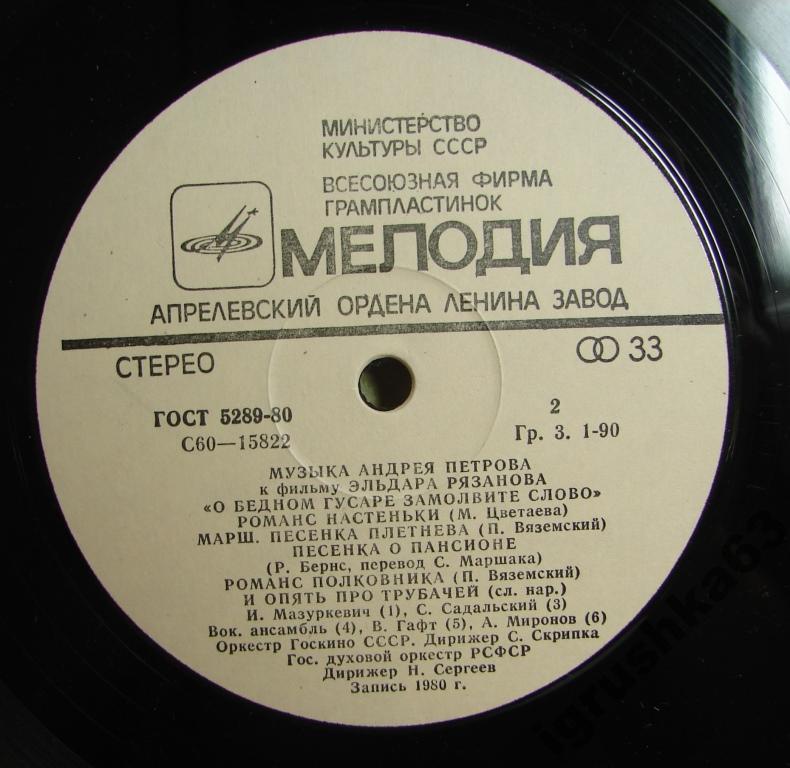 МИНИСТЕРСТВО
КУЛЬТУРЫ СССР
ВСЕСОЮЗНАЯ ФИРМА
ГРАМПЛАСТИНОК
МЕЛОДИЯ
АПРЕЛЕВСКИЙ ОРДЕНА ЛЕНИНА ЗАВОД
СТЕРЕО
33
ГОСТ 5289-80
2
С60—15822
Гр. 3. 1-90
МУЗЫКА АНДРЕЯ ПЕТРОВА
к фильму ЭЛЬДАРА РЯЗАНОВА
«О БЕДНОМ ГУСАРЕ ЗАМОЛВИТЕ СЛОВО»
РОМАНС НАСТЕНЬКИ (М. Цветаева)
МАРШ. ПЕСЕНКА ПЛЕТНЕВА (П. Вяземский)
ПЕСЕНКА О ПАНСИОНЕ
(Р. Бернс, перевод С. Маршака)
РОМАНС ПОЛКОВНИКА (П. Вяземский)
И ОПЯТЬ ПРО ТРУБАЧЕЙ (сл. нар.)
И. Мазуркевич (1), С. Садальский (3)
Вок. ансамбль (4), В. Гафт (5), А. Миронов (6)
Оркестр Госкино СССР. Дирижер С. Скрипка
Гос. духовой оркестр РСФСР
Дирижер Н. Сергеев
Запись 1980 г.
igrushka63